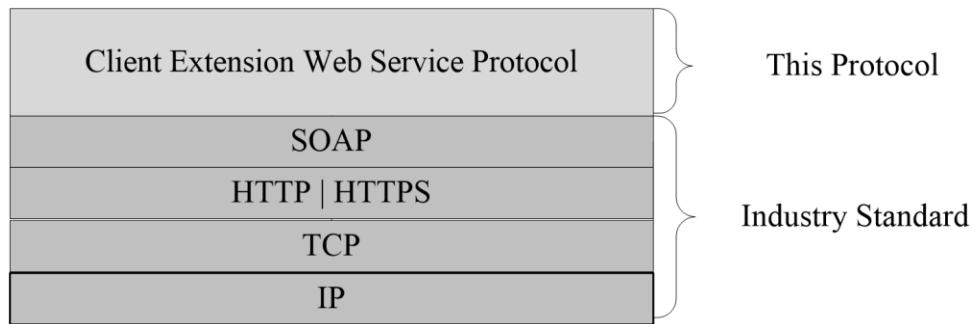 Client Extension Web Service Protocol
This Protocol
SOAP
HTTP | HTTPS
TCP
Industry Standard
IP